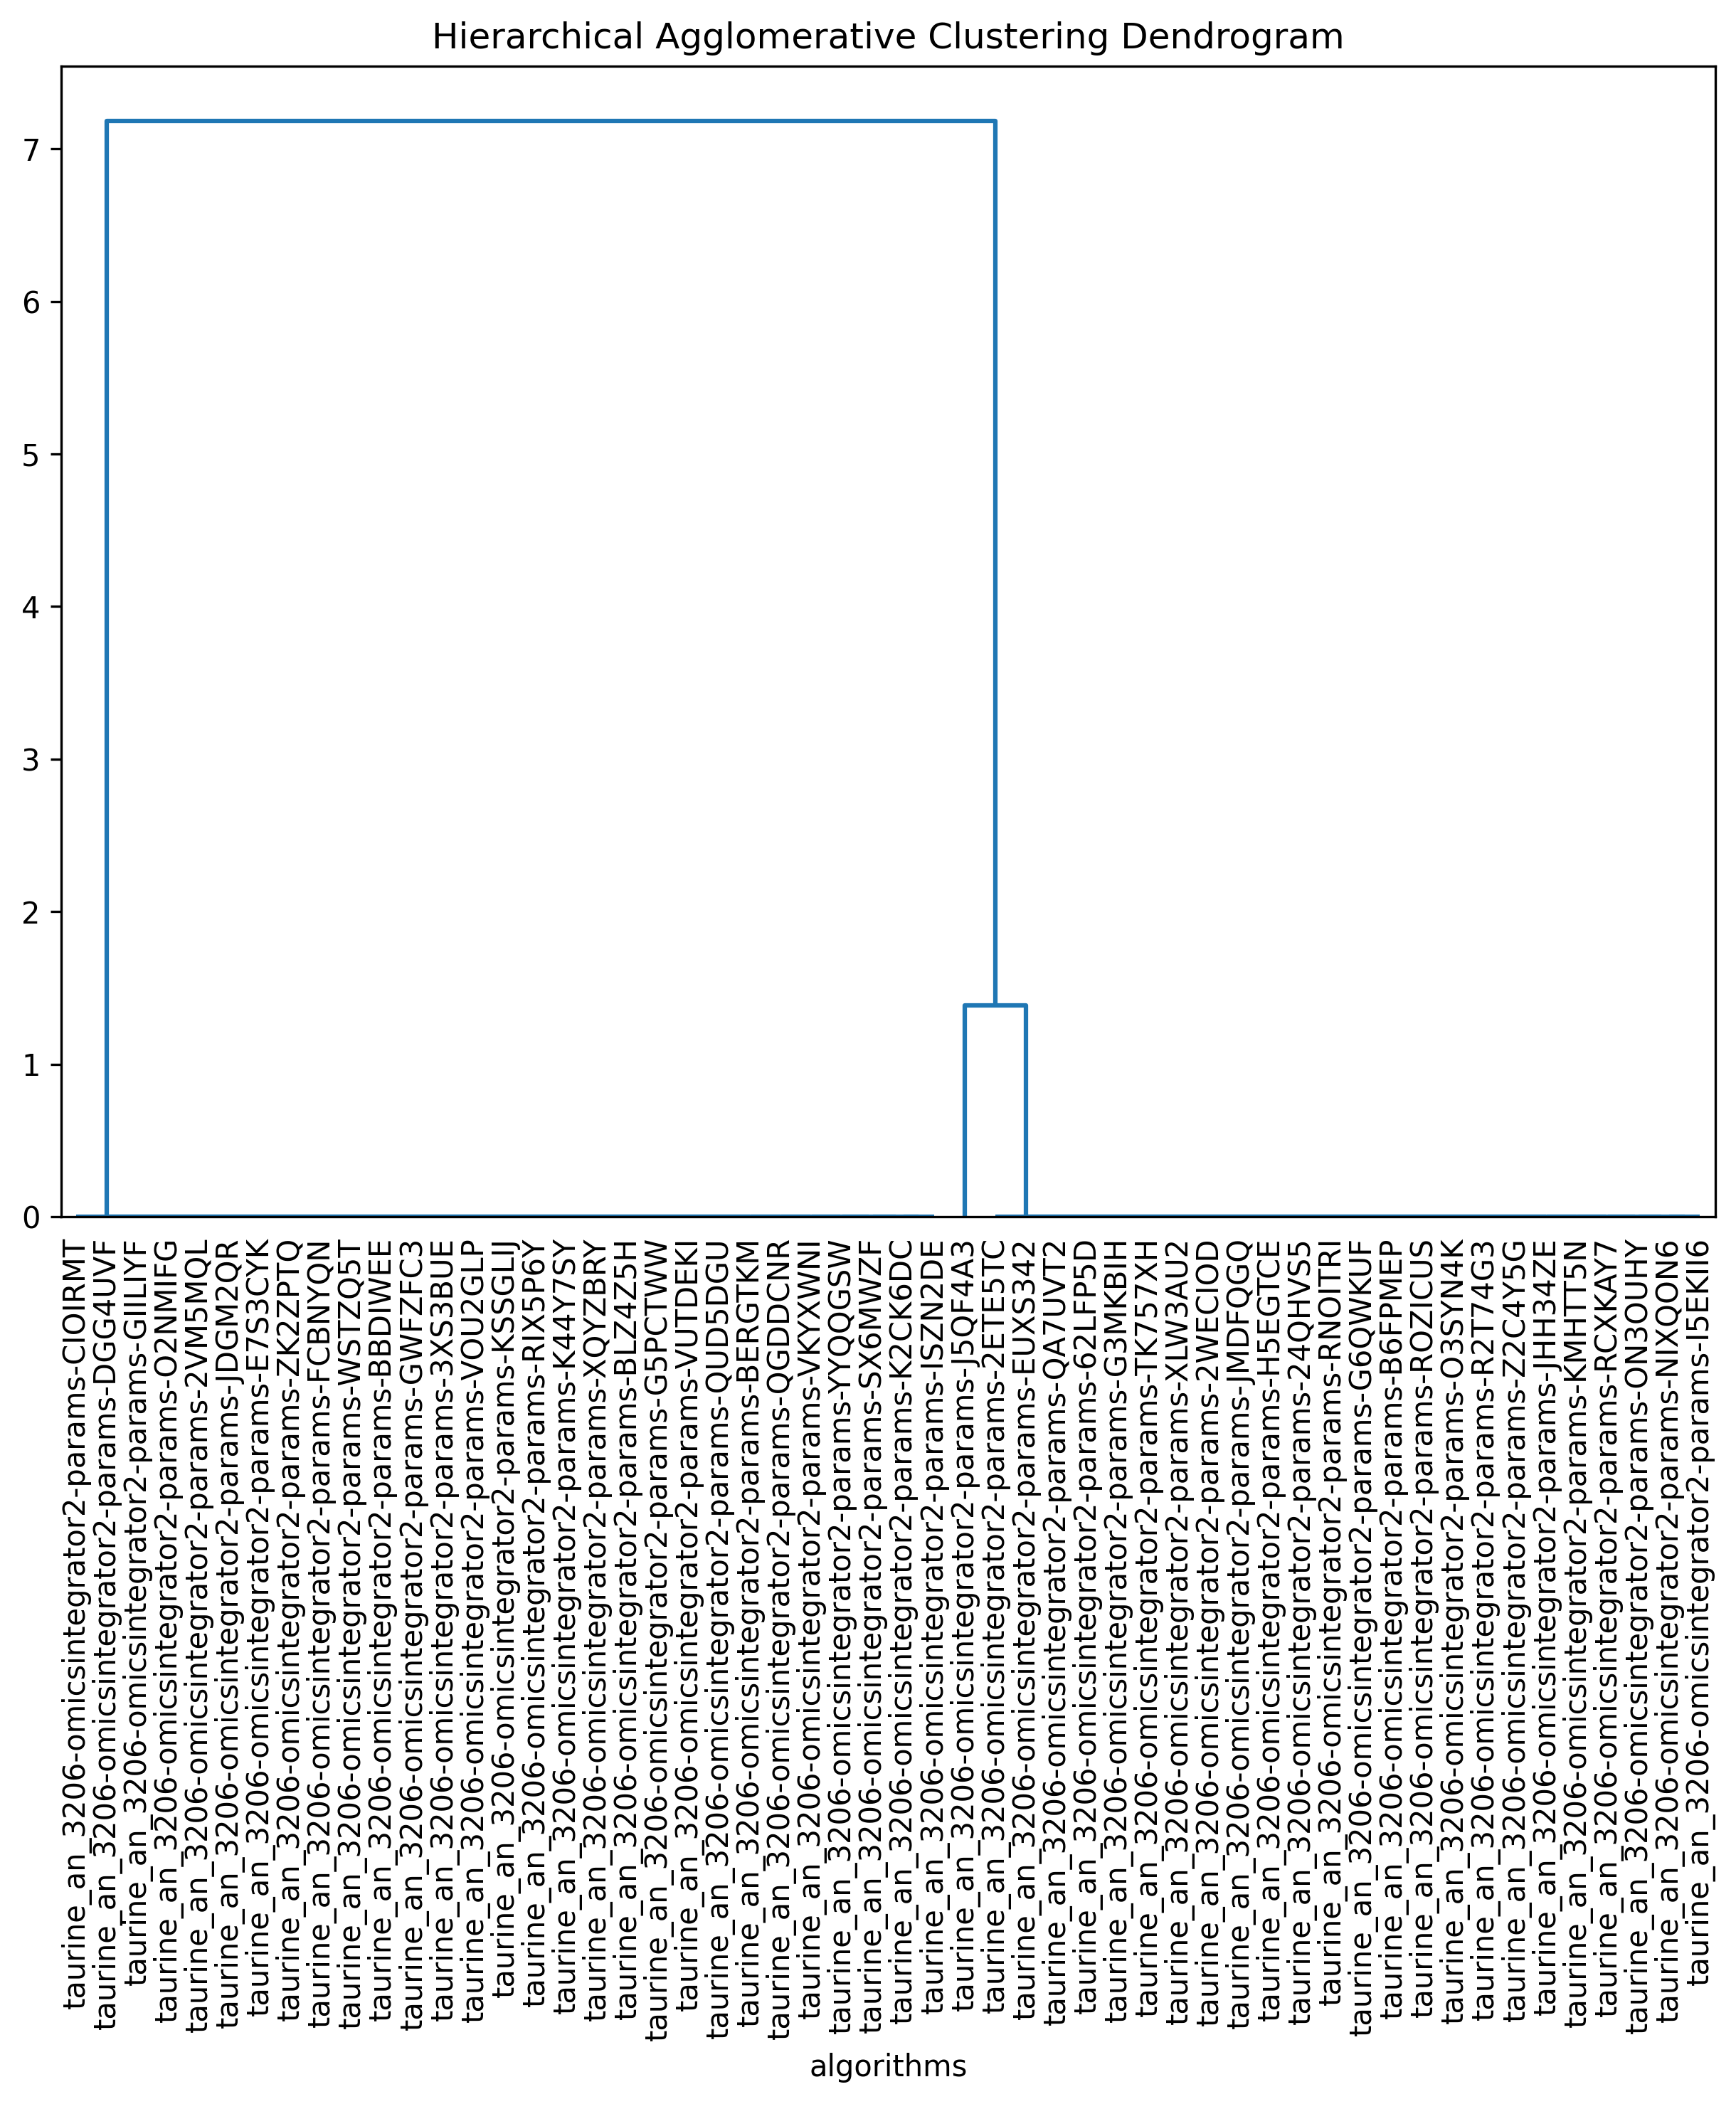 Hierarchical Agglomerative Clustering Dendrogram
7
6
5
4
3
2
1
0
taurine_an_3206-omicsintegrator2-params-CIOIRMT
taurine_an_3206-omicsintegrator2-params-DGG4UVF
taurine_an_3206-omicsintegrator2-params-GIILIYF
taurine_an_3206-omicsintegrator2-params-O2NMIFG
taurine_an_3206-omicsintegrator2-params-2VM5MQL
taurine_an_3206-omicsintegrator2-params-JDGM2QR
taurine_an_3206-omicsintegrator2-params-E7S3CYK
taurine_an_3206-omicsintegrator2-params-ZK2ZPTQ
taurine_an_3206-omicsintegrator2-params-FCBNYQN
taurine_an_3206-omicsintegrator2-params-WSTZQ5T
taurine_an_3206-omicsintegrator2-params-BBDIWEE
taurine_an_3206-omicsintegrator2-params-GWFZFC3
taurine_an_3206-omicsintegrator2-params-3XS3BUE
taurine_an_3206-omicsintegrator2-params-VOU2GLP
taurine_an_3206-omicsintegrator2-params-KSSGLIJ
taurine_an_3206-omicsintegrator2-params-RIX5P6Y
taurine_an_3206-omicsintegrator2-params-K44Y7SY
taurine_an_3206-omicsintegrator2-params-XQYZBRY
taurine_an_3206-omicsintegrator2-params-BLZ4Z5H
taurine_an_3206-omicsintegrator2-params-G5PCTWW
taurine_an_3206-omicsintegrator2-params-VUTDEKI
taurine_an_3206-omicsintegrator2-params-QUD5DGU
taurine_an_3206-omicsintegrator2-params-BERGTKM
taurine_an_3206-omicsintegrator2-params-QGDDCNR
taurine_an_3206-omicsintegrator2-params-VKYXWNI
taurine_an_3206-omicsintegrator2-params-YYQQGSW
taurine_an_3206-omicsintegrator2-params-SX6MWZF
taurine_an_3206-omicsintegrator2-params-K2CK6DC
taurine_an_3206-omicsintegrator2-params-ISZN2DE
taurine_an_3206-omicsintegrator2-params-J5QF4A3
taurine_an_3206-omicsintegrator2-params-2ETE5TC
taurine_an_3206-omicsintegrator2-params-EUXS342
taurine_an_3206-omicsintegrator2-params-QA7UVT2
taurine_an_3206-omicsintegrator2-params-62LFP5D
taurine_an_3206-omicsintegrator2-params-G3MKBIH
taurine_an_3206-omicsintegrator2-params-TK757XH
taurine_an_3206-omicsintegrator2-params-XLW3AU2
taurine_an_3206-omicsintegrator2-params-2WECIOD
taurine_an_3206-omicsintegrator2-params-JMDFQGQ
taurine_an_3206-omicsintegrator2-params-H5EGTCE
taurine_an_3206-omicsintegrator2-params-24QHVS5
taurine_an_3206-omicsintegrator2-params-RNOITRI
taurine_an_3206-omicsintegrator2-params-G6QWKUF
taurine_an_3206-omicsintegrator2-params-B6FPMEP
taurine_an_3206-omicsintegrator2-params-ROZICUS
taurine_an_3206-omicsintegrator2-params-O3SYN4K
taurine_an_3206-omicsintegrator2-params-R2T74G3
taurine_an_3206-omicsintegrator2-params-Z2C4Y5G
taurine_an_3206-omicsintegrator2-params-JHH34ZE
taurine_an_3206-omicsintegrator2-params-KMHTT5N
taurine_an_3206-omicsintegrator2-params-RCXKAY7
taurine_an_3206-omicsintegrator2-params-ON3OUHY
taurine_an_3206-omicsintegrator2-params-NIXQON6
taurine_an_3206-omicsintegrator2-params-I5EKII6
algorithms